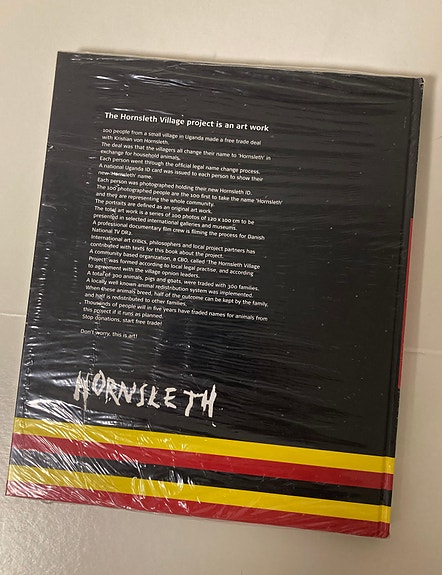 The Hornsleth Village project is an art work
100 people from a small village in Uganda made a free trade deal
with Kristian von Hornsleth.
The deal was that the villagers all change their name to 'Hornsleth' in
exchange for household animals.
Each person went through the official legal name change process.
A national Uganda ID card was issued to each person to show their
new 'Hornsleth' name.
Each person was photographed holding their new Hornsleth ID.
The 100 photographed people are the 100 first to take the name 'Hornsleth'
and they are representing the whole community.
The portraits are defined as an original art work.
The total art work is a series of 100 photos of 120 x 100 cm to be
presented in selected international galleries and museums.
A professional documentary film crew is filming the process for Danish
National TV DR2.
International art critics, philosophers and local project partners has
contributed with texts for this book about the project.
A community based organization, a CBO, called 'The Hornsleth Village
Project' was formed according to local legal practise, and according
to agreement with the village opinion leaders.
A total of 300 animals, pigs and goats, were traded with 300 families.
A locally well known animal redistribution system was implemented.
When these animals breed, half of the outcome can be kept by the family,
and half is redistributed to other families.
Thousands of people will in five years have traded names for animals from
this project if it runs as planned.
Stop donations, start free trade!
Don't worry, this is art!
HORNSLETH